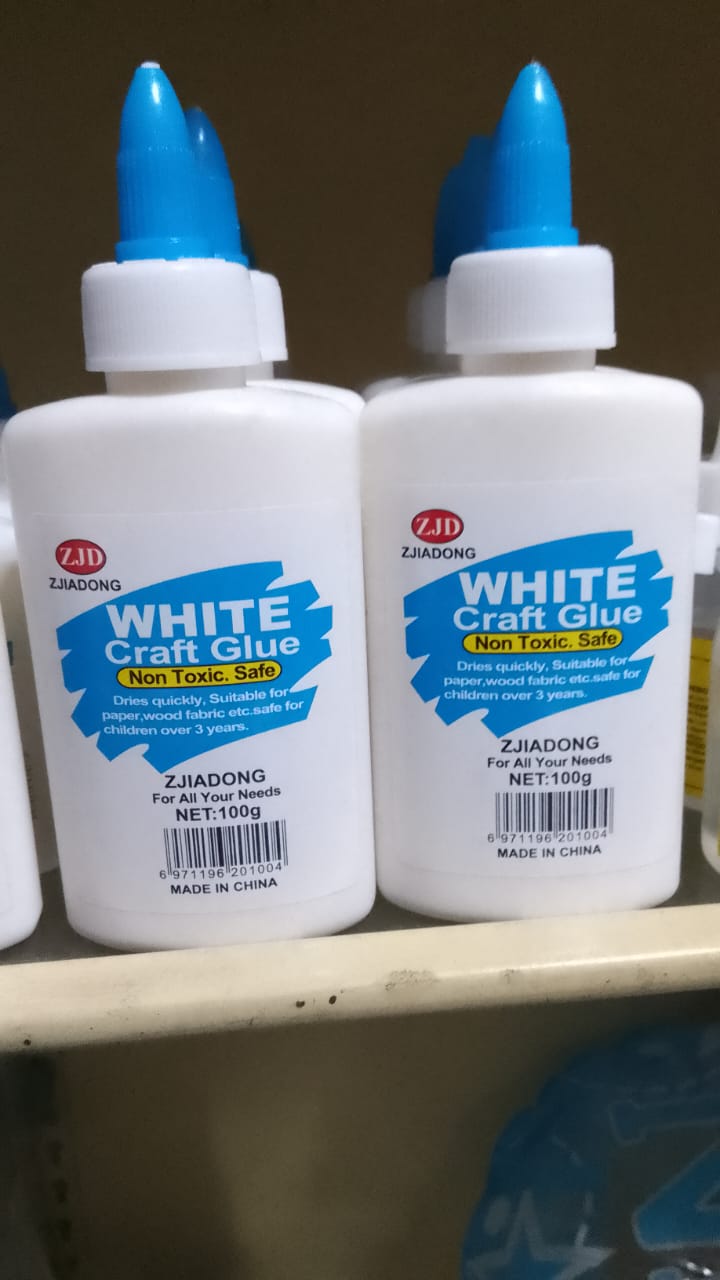 ZJD
ZJIADONG
WHITE
Craft Glue
Non Toxic. Safe
Dries quickly, Suitable for
paper,wood fabric etc.safe for
children over 3 years.
ZJIADONG
For All Your Needs
NET:100g
6 971196 201004
MADE IN CHINA
ZJD
ZJIADONG
WHITE
Craft Glue
Non Toxic. Safe
Dries quickly, Suitable for
paper,wood fabric etc.safe for
children over 3 years.
ZJIADONG
For All Your Needs
NET:100g
6 971196 201004
MADE IN CHINA